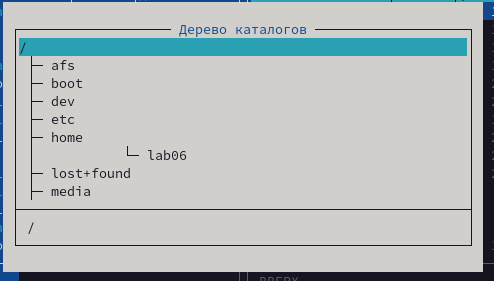 Дерево каталогов
/
afs
boot
dev
etc
home
lab06
lost+found
media
/